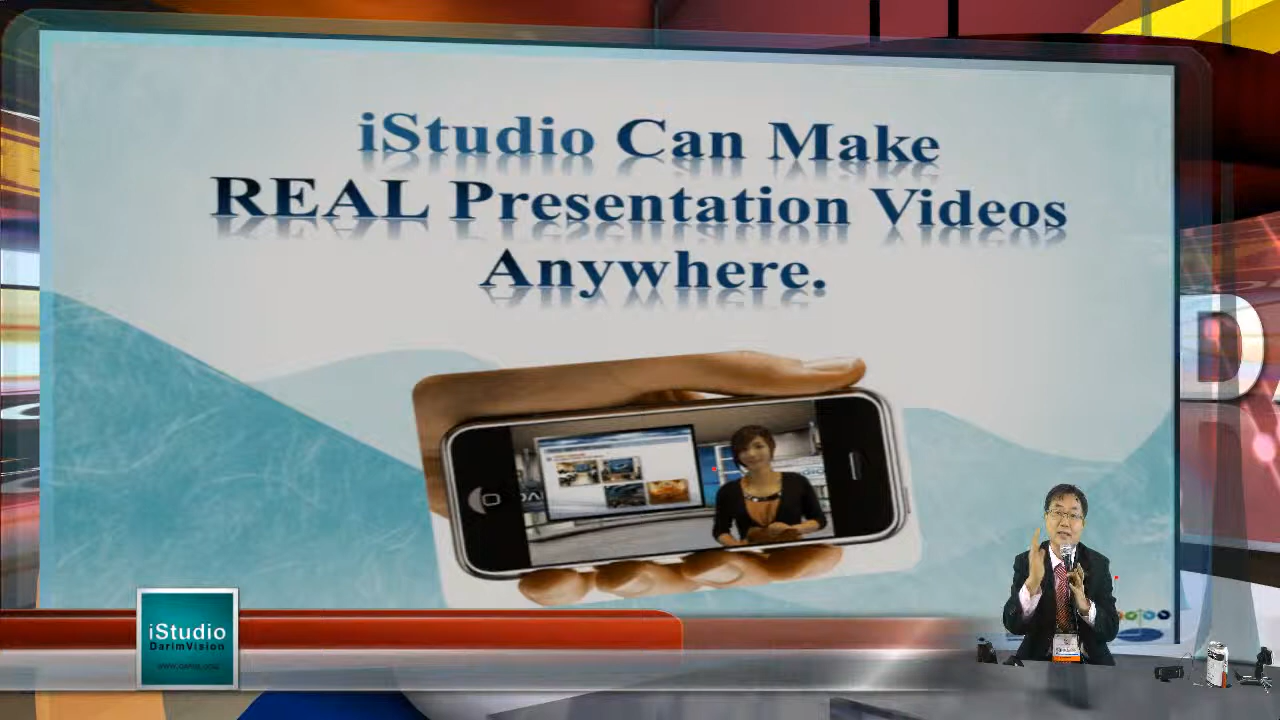 iStudio Can Make
REAL Presentation Videos
Anywhere.
iStudio
DarimVision
D